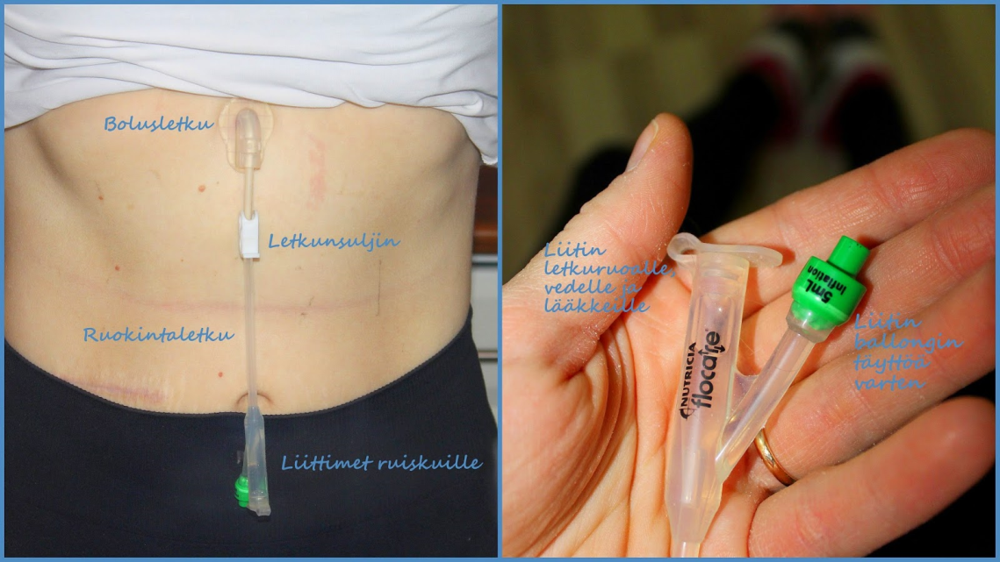 Bolusletku
Letkunsuljin
Ruokintaletku
Liittimet ruiskuille
Liitin
letkuruoalle,
vedelle ja
lääkkeille
5mL
Inflation
NUTRICIA
flocare
Liitin
ballongin
täyttöä
varten